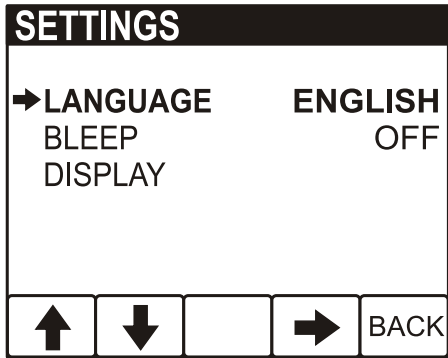 SETTINGS
LANGUAGE ENGLISH
BLEEP OFF
DISPLAY
BACK